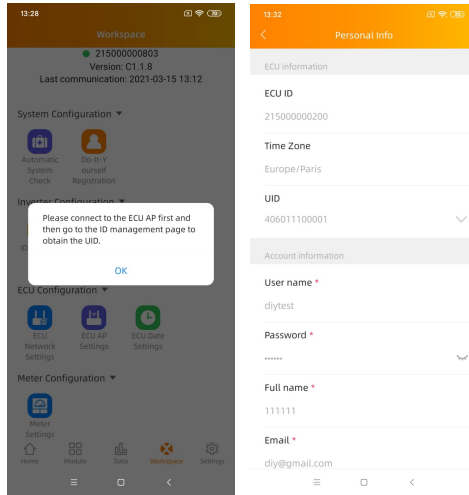 13:28
Workspace
215000000803
Version: C1.1.8
Last communication: 2021-03-15 13:12
System Configuration
Automatic
System
Check
Do-It-Y
ourself
Registration
Inverter Configuration
ID
Please connect to the ECU AP first and
then go to the ID management page to
obtain the UID.
OK
ECU Configuration
ECU
Network
Settings
ECU AP
Settings
ECU Date
Settings
Meter Configuration
Meter
Settings
Home
Module
Data
Workspace
Settings
13:32
Personal Info
ECU information
ECU ID
215000000200
Time Zone
Europe/Paris
UID
406011100001
Account information
User name *
diytest
Password *
••••••
Full name *
111111
Email *
diy@gmail.com